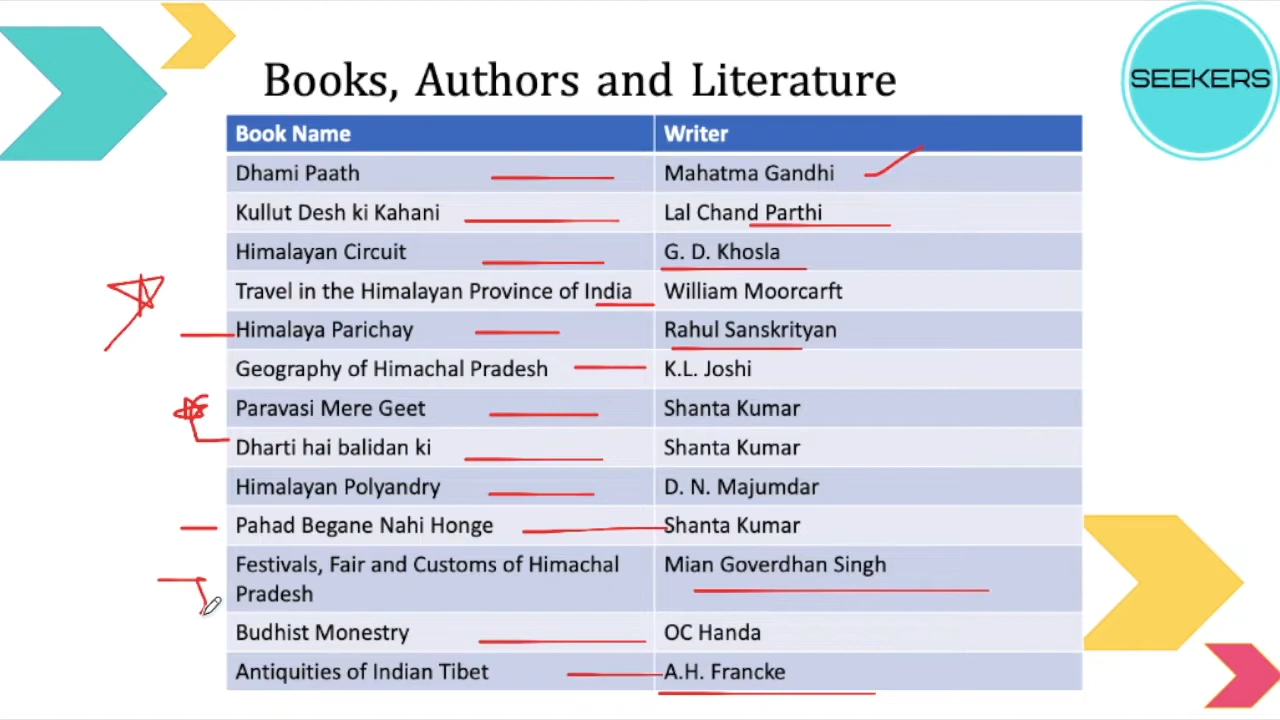 Books, Authors and Literature
SEEKERS
Book Name Writer
Dhami Paath Mahatma Gandhi
Kullut Desh ki Kahani Lal Chand Parthi
Himalayan Circuit G. D. Khosla
Travel in the Himalayan Province of India William Moorcarft
Himalaya Parichay Rahul Sanskrityan
Geography of Himachal Pradesh K.L. Joshi
Paravasi Mere Geet Shanta Kumar
Dharti hai balidan ki Shanta Kumar
Himalayan Polyandry D. N. Majumdar
Pahad Begane Nahi Honge Shanta Kumar
Festivals, Fair and Customs of Himachal Mian Goverdhan Singh
Pradesh
Budhist Monestry OC Handa
Antiquities of Indian Tibet A.H. Francke